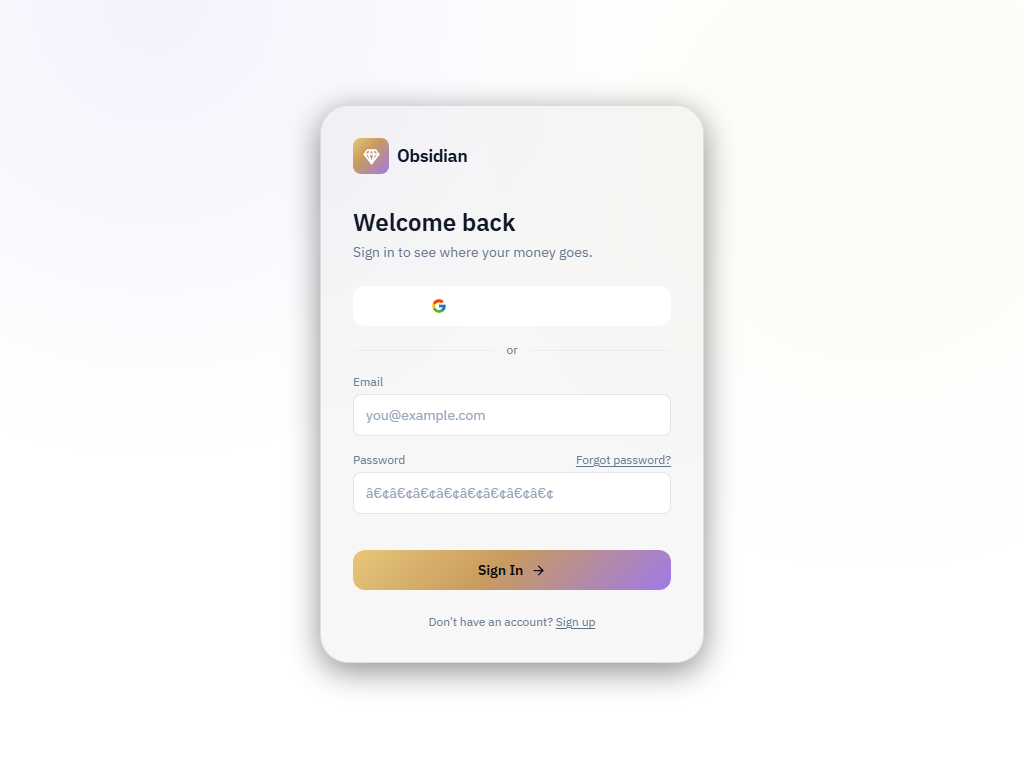 Obsidian
Welcome back
Sign in to see where your money goes.
or
Email
you@example.com
Password Forgot password?
â€¢â€¢â€¢â€¢â€¢â€¢â€¢â€¢
Sign In
Don't have an account? Sign up